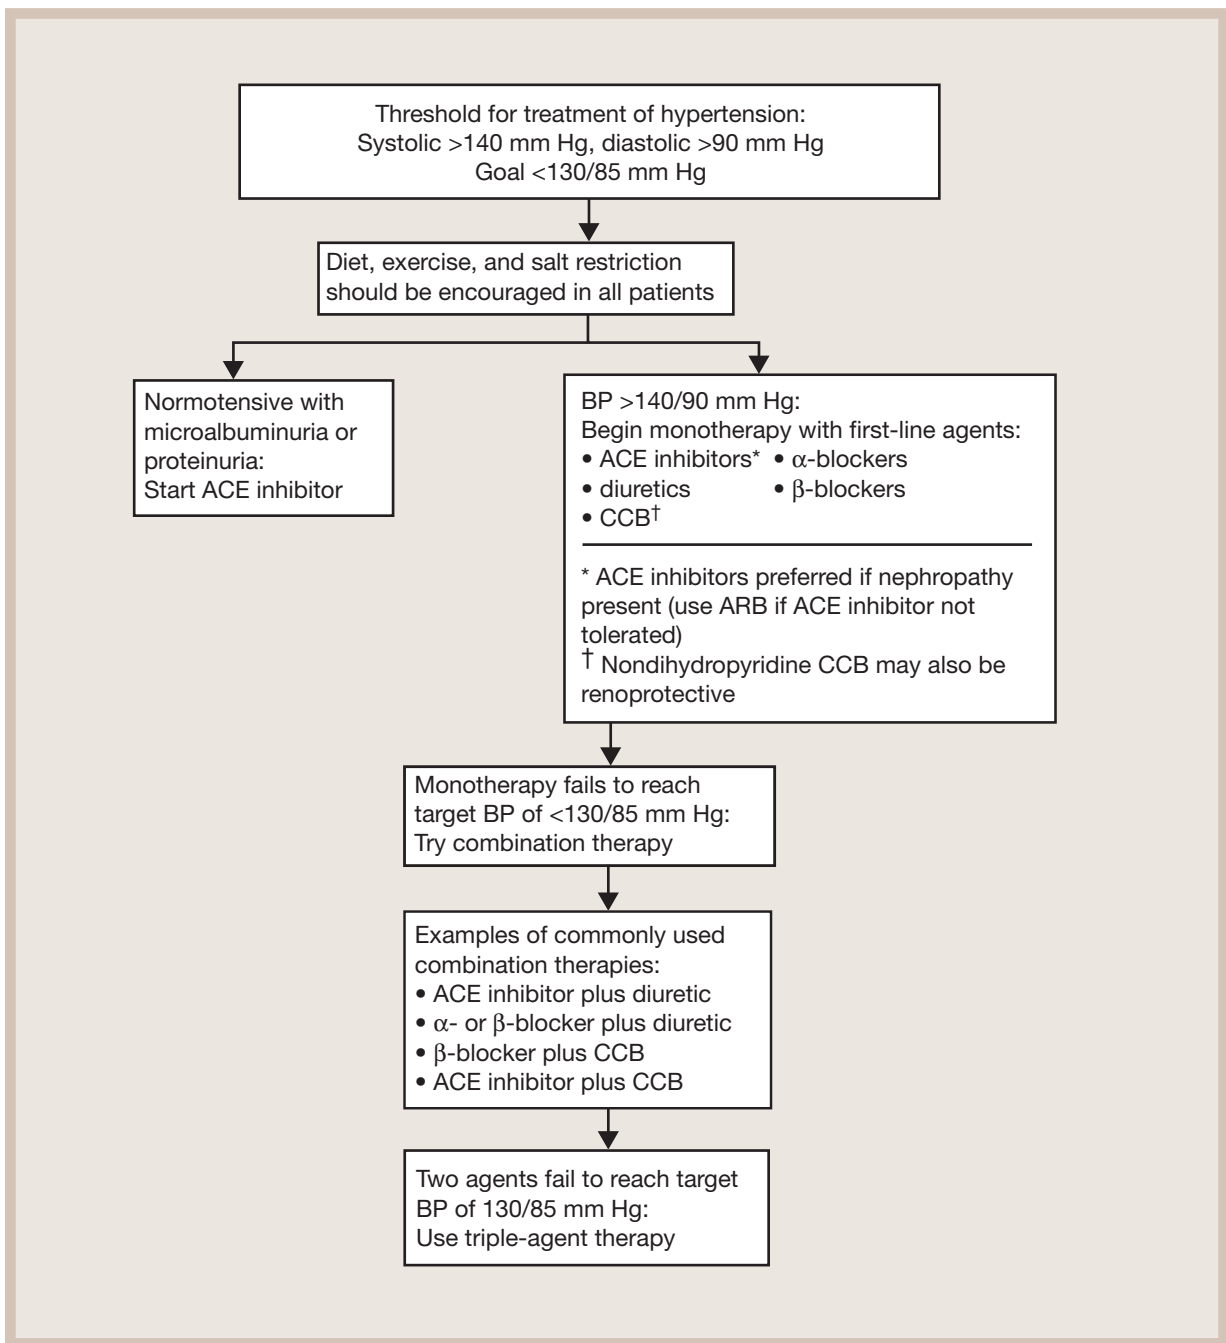 Threshold for treatment of hypertension:
Systolic >140 mm Hg, diastolic >90 mm Hg
Goal <130/85 mm Hg
Diet, exercise, and salt restriction
should be encouraged in all patients
Normotensive with
microalbuminuria or
proteinuria:
Start ACE inhibitor
BP >140/90 mm Hg:
Begin monotherapy with first-line agents:
• ACE inhibitors* • α-blockers
• diuretics • β-blockers
• CCB†
* ACE inhibitors preferred if nephropathy
present (use ARB if ACE inhibitor not
tolerated)
† Nondihydropyridine CCB may also be
renoprotective
Monotherapy fails to reach
target BP of <130/85 mm Hg:
Try combination therapy
Examples of commonly used
combination therapies:
• ACE inhibitor plus diuretic
• α- or β-blocker plus diuretic
• β-blocker plus CCB
• ACE inhibitor plus CCB
Two agents fail to reach target
BP of 130/85 mm Hg:
Use triple-agent therapy